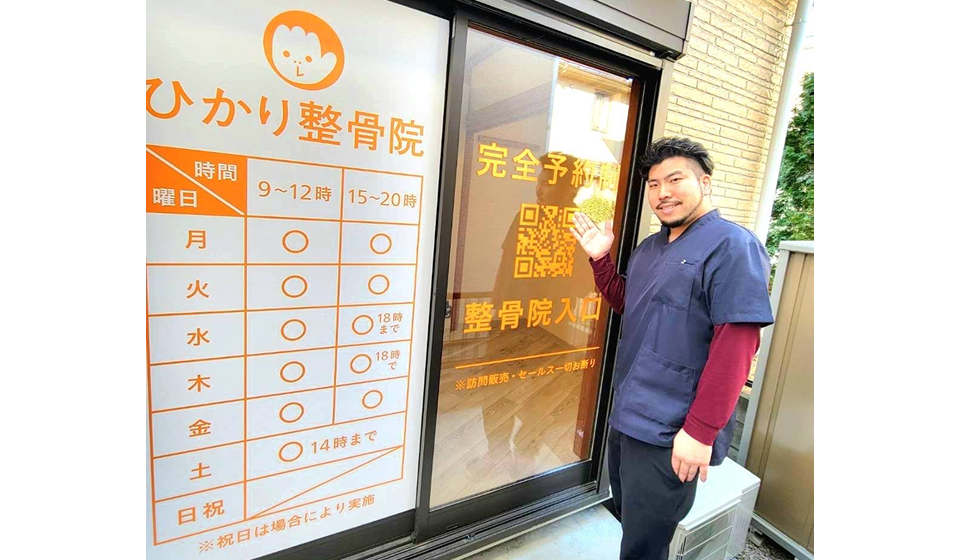 ひかり整骨院
時間
曜日
9〜12時 15〜20時
月 ○ ○
火 ○ ○
水 ○ ○ 18時まで
木 ○ ○ 18時で
金 ○ ○
土 ○ 14時まで
日祝
※祝日は場合により実施
完全予約制
整骨院入口
※訪問販売・セールス一切お断り